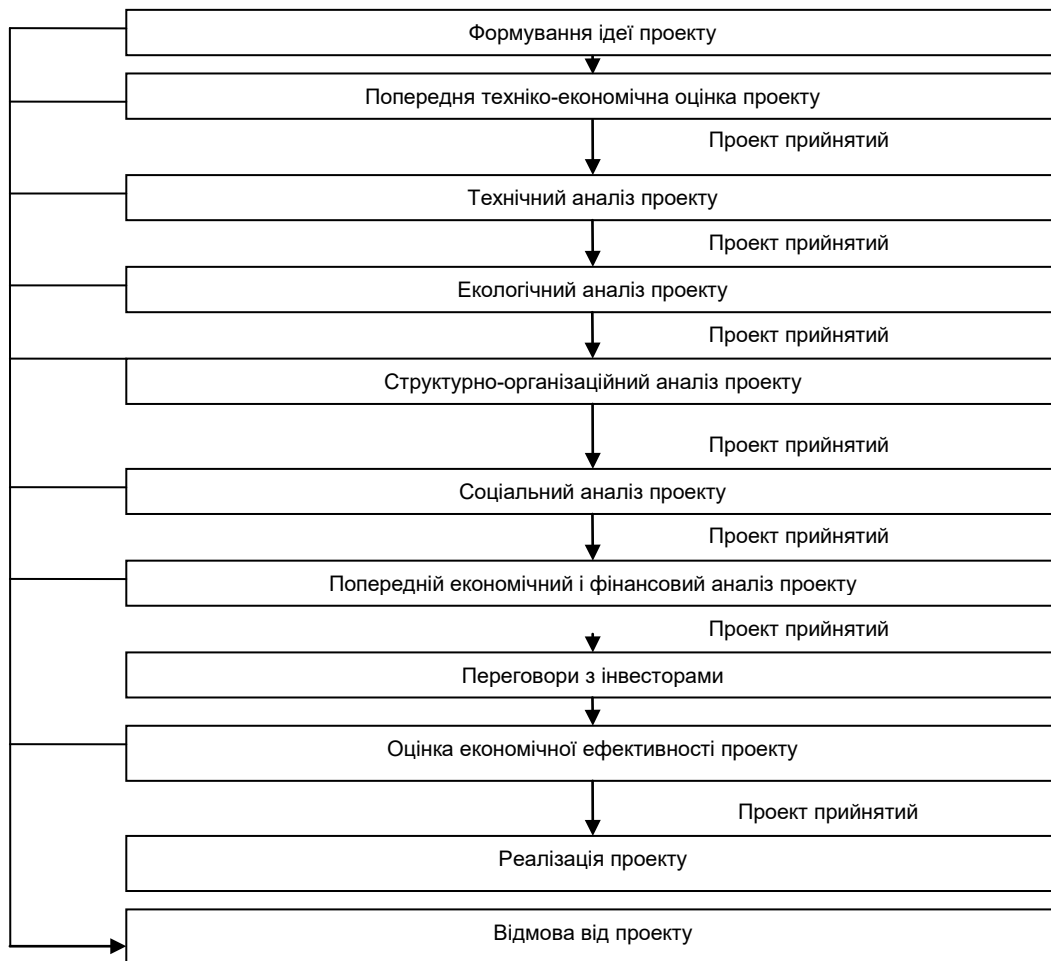 Формування ідеї проекту
Попередня техніко-економічна оцінка проекту
Проект прийнятий
Технічний аналіз проекту
Проект прийнятий
Екологічний аналіз проекту
Проект прийнятий
Структурно-організаційний аналіз проекту
Проект прийнятий
Соціальний аналіз проекту
Проект прийнятий
Попередній економічний і фінансовий аналіз проекту
Проект прийнятий
Переговори з інвесторами
Оцінка економічної ефективності проекту
Проект прийнятий
Реалізація проекту
Відмова від проекту